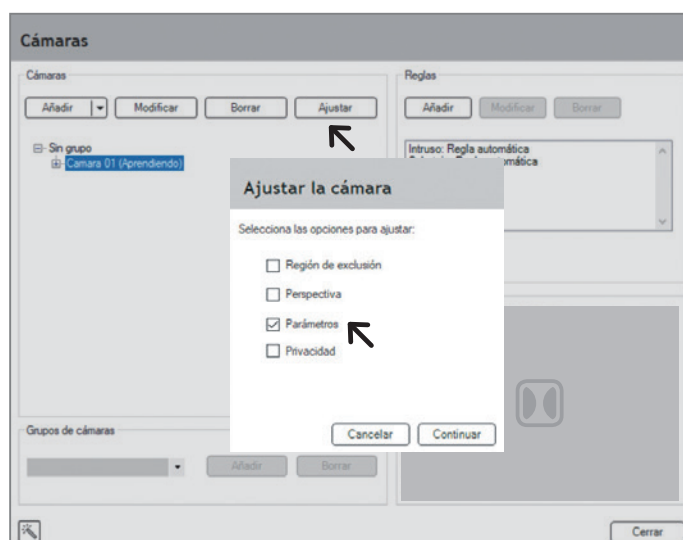 Cámaras
Cámaras
Añadir Modificar Borrar Ajustar
Sin grupo
Camara 01 (Aprendiendo)
Reglas
Añadir Modificar Borrar
Intruso: Regla automática
Ajustar la cámara
Selecciona las opciones para ajustar:
Región de exclusión
Perspectiva
Parámetros
Privacidad
Cancelar Continuar
Grupos de cámaras
Añadir Borrar
Cerrar